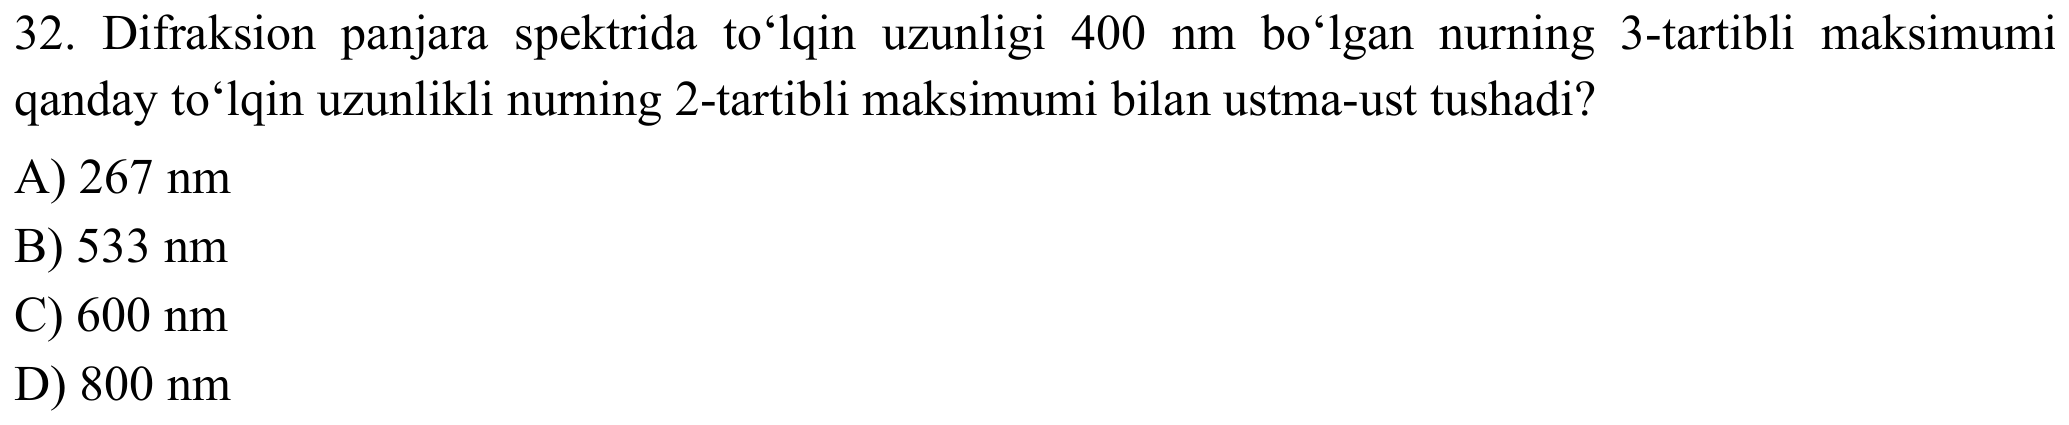 32. Difraksion panjara spektrida to‘lqin uzunligi 400 nm bo‘lgan nurning 3-tartibli maksimumi
qanday to‘lqin uzunlikli nurning 2-tartibli maksimumi bilan ustma-ust tushadi?
A) 267 nm
B) 533 nm
C) 600 nm
D) 800 nm